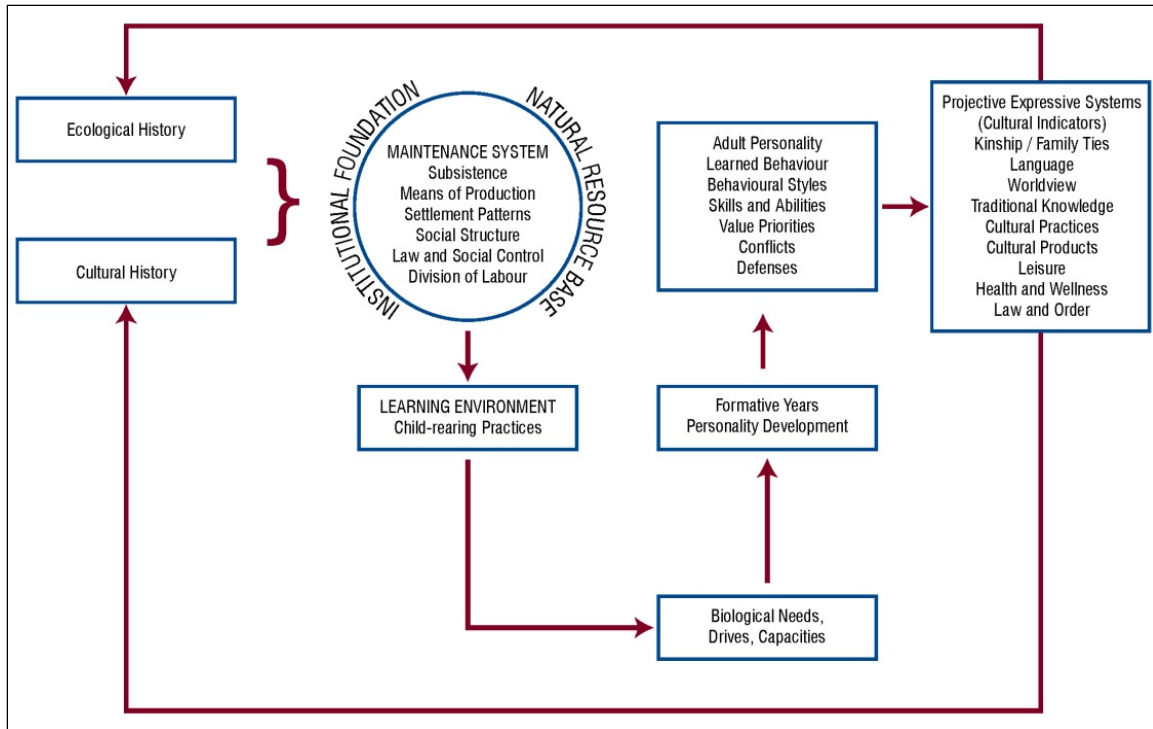 Ecological History
Cultural History
INSTITUTIONAL FOUNDATION
NATURAL RESOURCE BASE
MAINTENANCE SYSTEM
Subsistence
Means of Production
Settlement Patterns
Social Structure
Law and Social Control
Division of Labour
LEARNING ENVIRONMENT
Child-rearing Practices
Biological Needs,
Drives, Capacities
Formative Years
Personality Development
Adult Personality
Learned Behaviour
Behavioural Styles
Skills and Abilities
Value Priorities
Conflicts
Defenses
Projective Expressive Systems
(Cultural Indicators)
Kinship / Family Ties
Language
Worldview
Traditional Knowledge
Cultural Practices
Cultural Products
Leisure
Health and Wellness
Law and Order